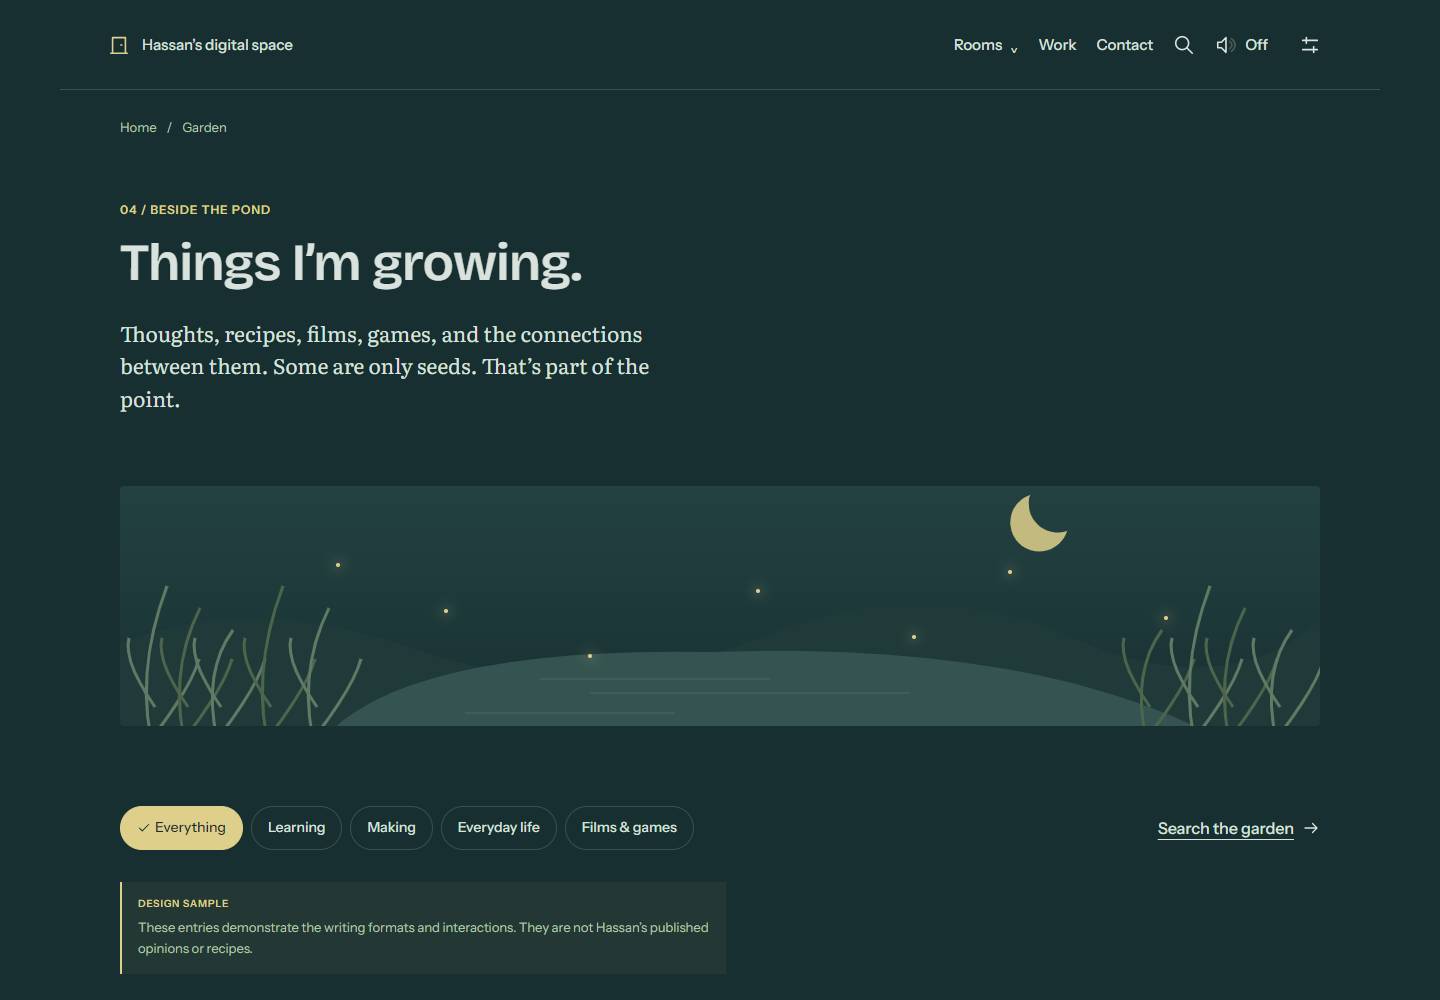 Hassan's digital space
Rooms
Work
Contact
Off
Home / Garden
04 / BESIDE THE POND
Things I’m growing.
Thoughts, recipes, films, games, and the connections
between them. Some are only seeds. That’s part of the
point.
Everything
Learning
Making
Everyday life
Films & games
Search the garden
DESIGN SAMPLE
These entries demonstrate the writing formats and interactions. They are not Hassan’s published
opinions or recipes.